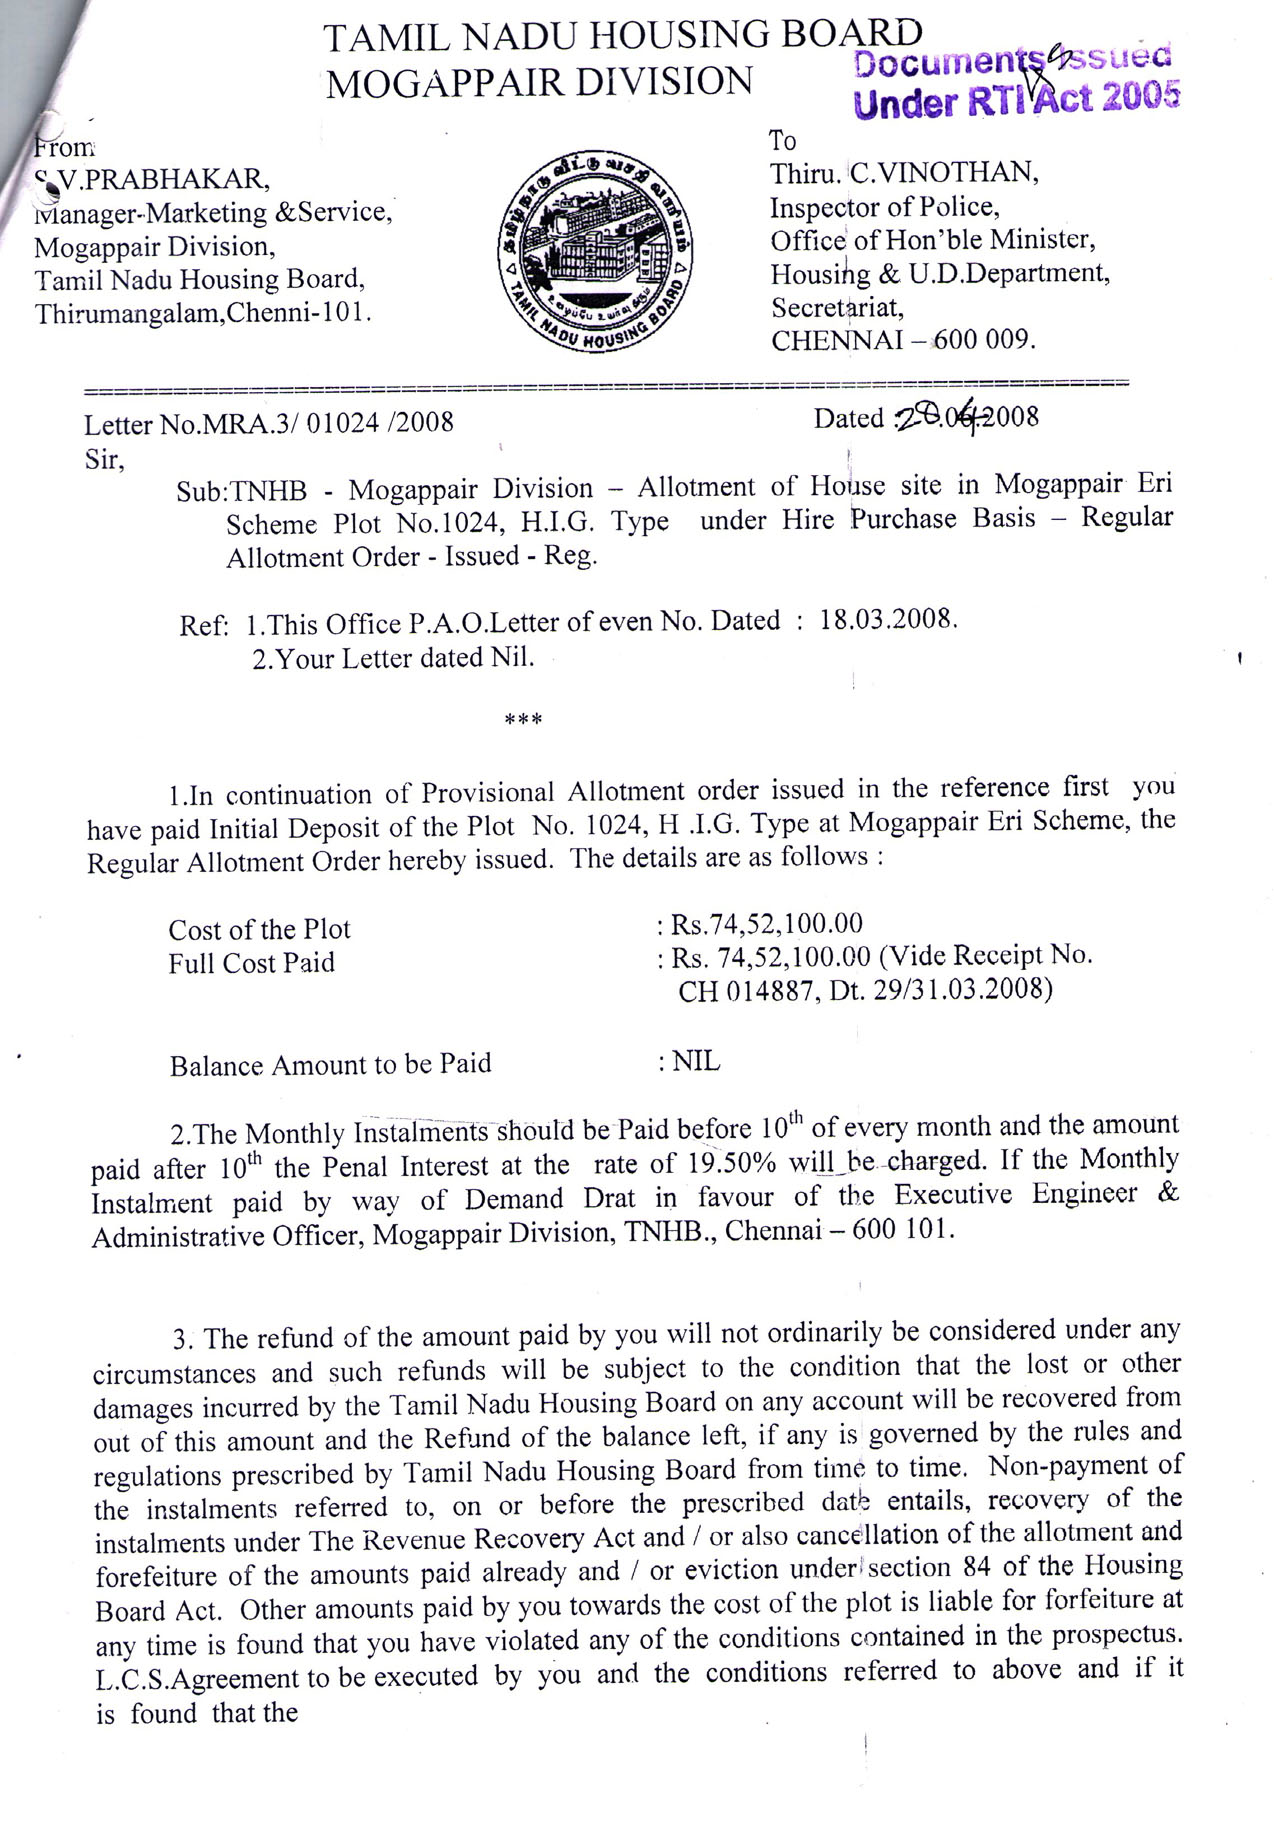 TAMIL NADU HOUSING BOARD
MOGAPPAIR DIVISION
Documents Issued
Under RTI Act 2005
From
S.V.PRABHAKAR,
Manager-Marketing &Service,
Mogappair Division,
Tamil Nadu Housing Board,
Thirumangalam,Chenni-101.
தமிழ்நாடு வீட்டு வசதி வாரியம்
TAMIL NADU HOUSING BOARD
To
Thiru. C.VINOTHAN,
Inspector of Police,
Office of Hon'ble Minister,
Housing & U.D.Department,
Secretariat,
CHENNAI – 600 009.
Letter No.MRA.3/ 01024 /2008
Dated :28.04.2008
Sir,
Sub:TNHB - Mogappair Division – Allotment of House site in Mogappair Eri
Scheme Plot No.1024, H.I.G. Type under Hire Purchase Basis – Regular
Allotment Order - Issued - Reg.
Ref: 1.This Office P.A.O.Letter of even No. Dated : 18.03.2008.
2.Your Letter dated Nil.
***
1.In continuation of Provisional Allotment order issued in the reference first you
have paid Initial Deposit of the Plot No. 1024, H .I.G. Type at Mogappair Eri Scheme, the
Regular Allotment Order hereby issued. The details are as follows :
Cost of the Plot : Rs.74,52,100.00
Full Cost Paid : Rs. 74,52,100.00 (Vide Receipt No.
CH 014887, Dt. 29/31.03.2008)
Balance Amount to be Paid : NIL
2.The Monthly Instalments should be Paid before 10th of every month and the amount
paid after 10th the Penal Interest at the rate of 19.50% will be charged. If the Monthly
Instalment paid by way of Demand Drat in favour of the Executive Engineer &
Administrative Officer, Mogappair Division, TNHB., Chennai – 600 101.
3. The refund of the amount paid by you will not ordinarily be considered under any
circumstances and such refunds will be subject to the condition that the lost or other
damages incurred by the Tamil Nadu Housing Board on any account will be recovered from
out of this amount and the Refund of the balance left, if any is governed by the rules and
regulations prescribed by Tamil Nadu Housing Board from time to time. Non-payment of
the instalments referred to, on or before the prescribed date entails, recovery of the
instalments under The Revenue Recovery Act and / or also cancellation of the allotment and
forefeiture of the amounts paid already and / or eviction under section 84 of the Housing
Board Act. Other amounts paid by you towards the cost of the plot is liable for forfeiture at
any time is found that you have violated any of the conditions contained in the prospectus.
L.C.S.Agreement to be executed by you and the conditions referred to above and if it
is found that the